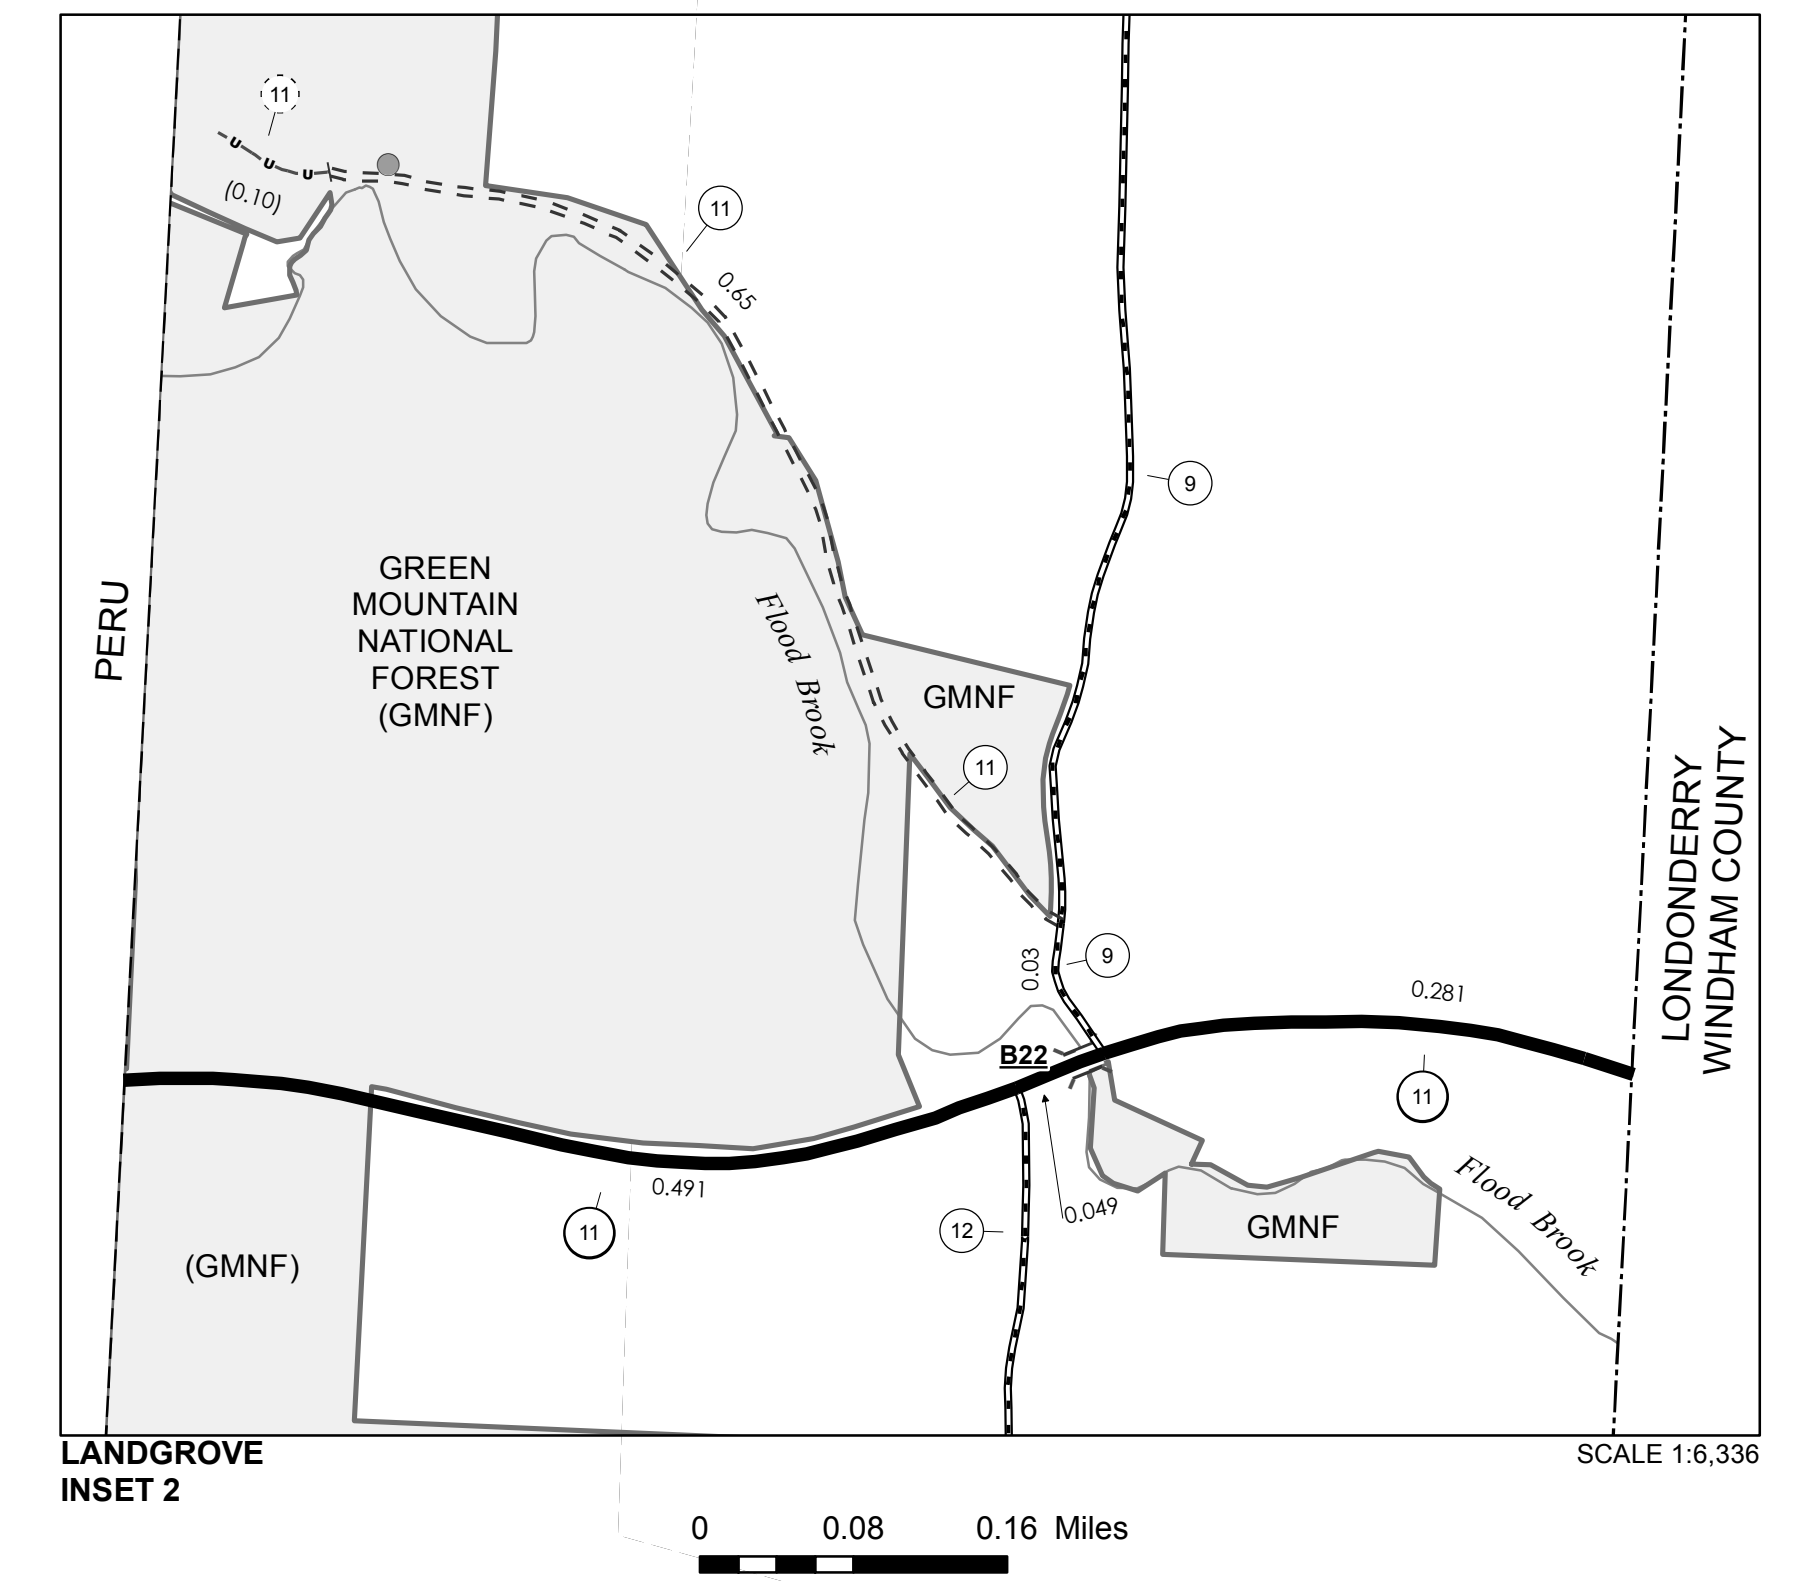 11
(0.10)
11
0.65
9
GREEN
MOUNTAIN
NATIONAL
FOREST
(GMNF)
PERU
Flood Brook
GMNF
11
LONDONDERRY
WINDHAM COUNTY
0.03
9
0.281
B22
11
0.491
11
12
0.049
Flood Brook
GMNF
(GMNF)
U
U
U
LANDGROVE
INSET 2
SCALE 1:6,336
0 0.08 0.16 Miles